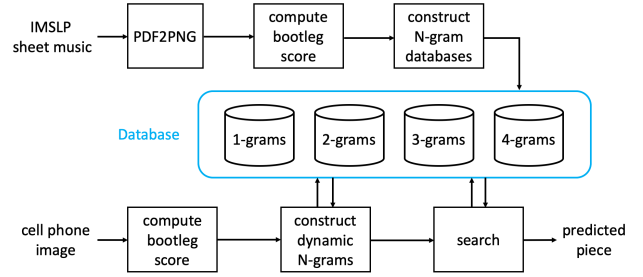 IMSLP
sheet music
PDF2PNG
compute
bootleg
score
construct
N-gram
databases
Database
1-grams
2-grams
3-grams
4-grams
cell phone
image
compute
bootleg
score
construct
dynamic
N-grams
search
predicted
piece